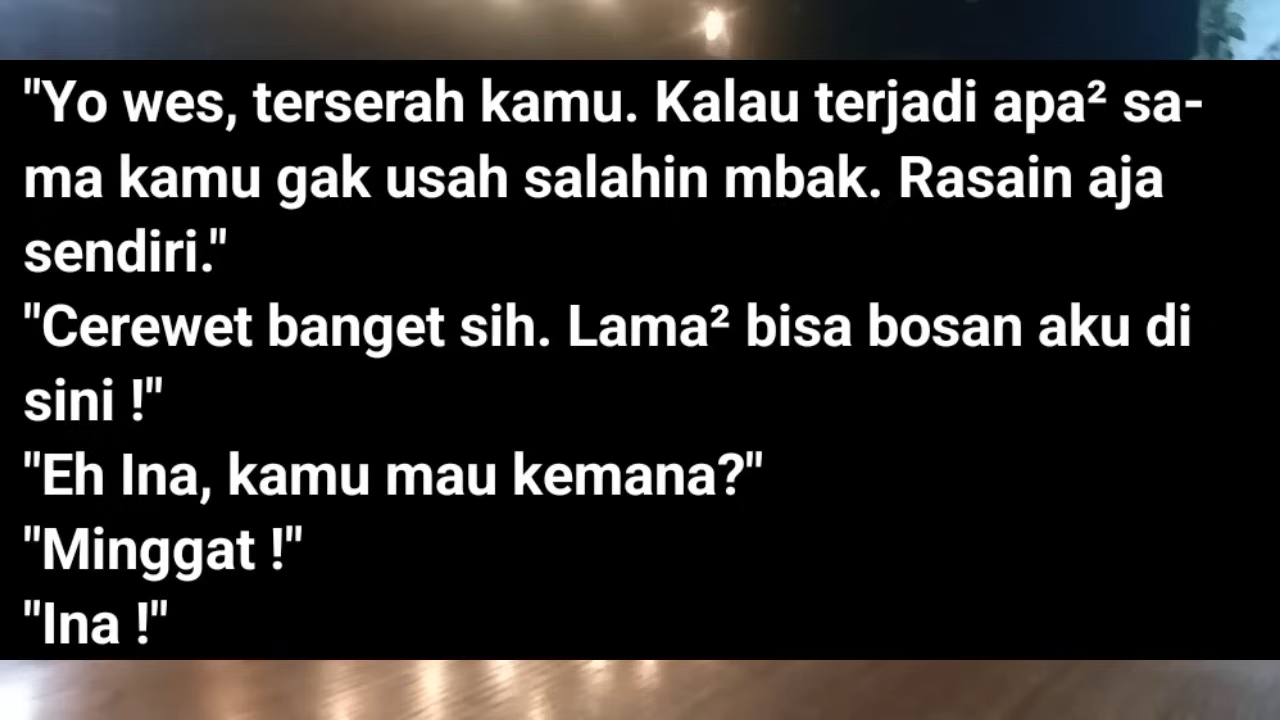 "Yo wes, terserah kamu. Kalau terjadi apa² sa-
ma kamu gak usah salahin mbak. Rasain aja
sendiri."
"Cerewet banget sih. Lama² bisa bosan aku di
sini !"
"Eh Ina, kamu mau kemana?"
"Minggat !"
"Ina !"